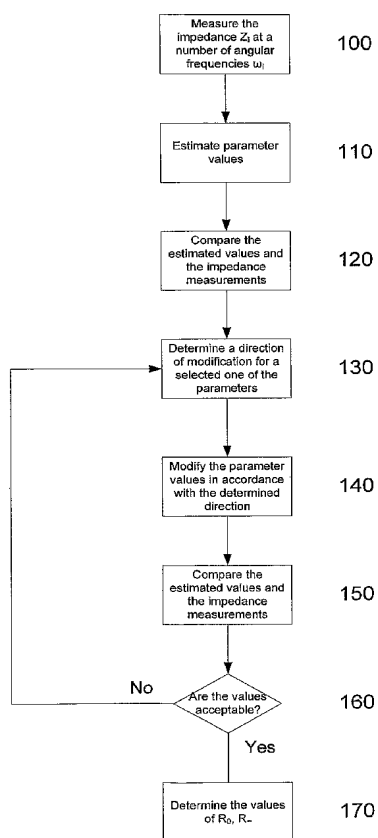 Measure the
impedance Zᵢ at a
number of angular
frequencies ωᵢ
100
Estimate parameter
values
110
Compare the
estimated values and
the impedance
measurements
120
Determine a direction
of modification for a
selected one of the
parameters
130
Modify the parameter
values in accordance
with the determined
direction
140
Compare the
estimated values and
the impedance
measurements
150
No
Are the values
acceptable?
160
Yes
Determine the values
of R₀,
170